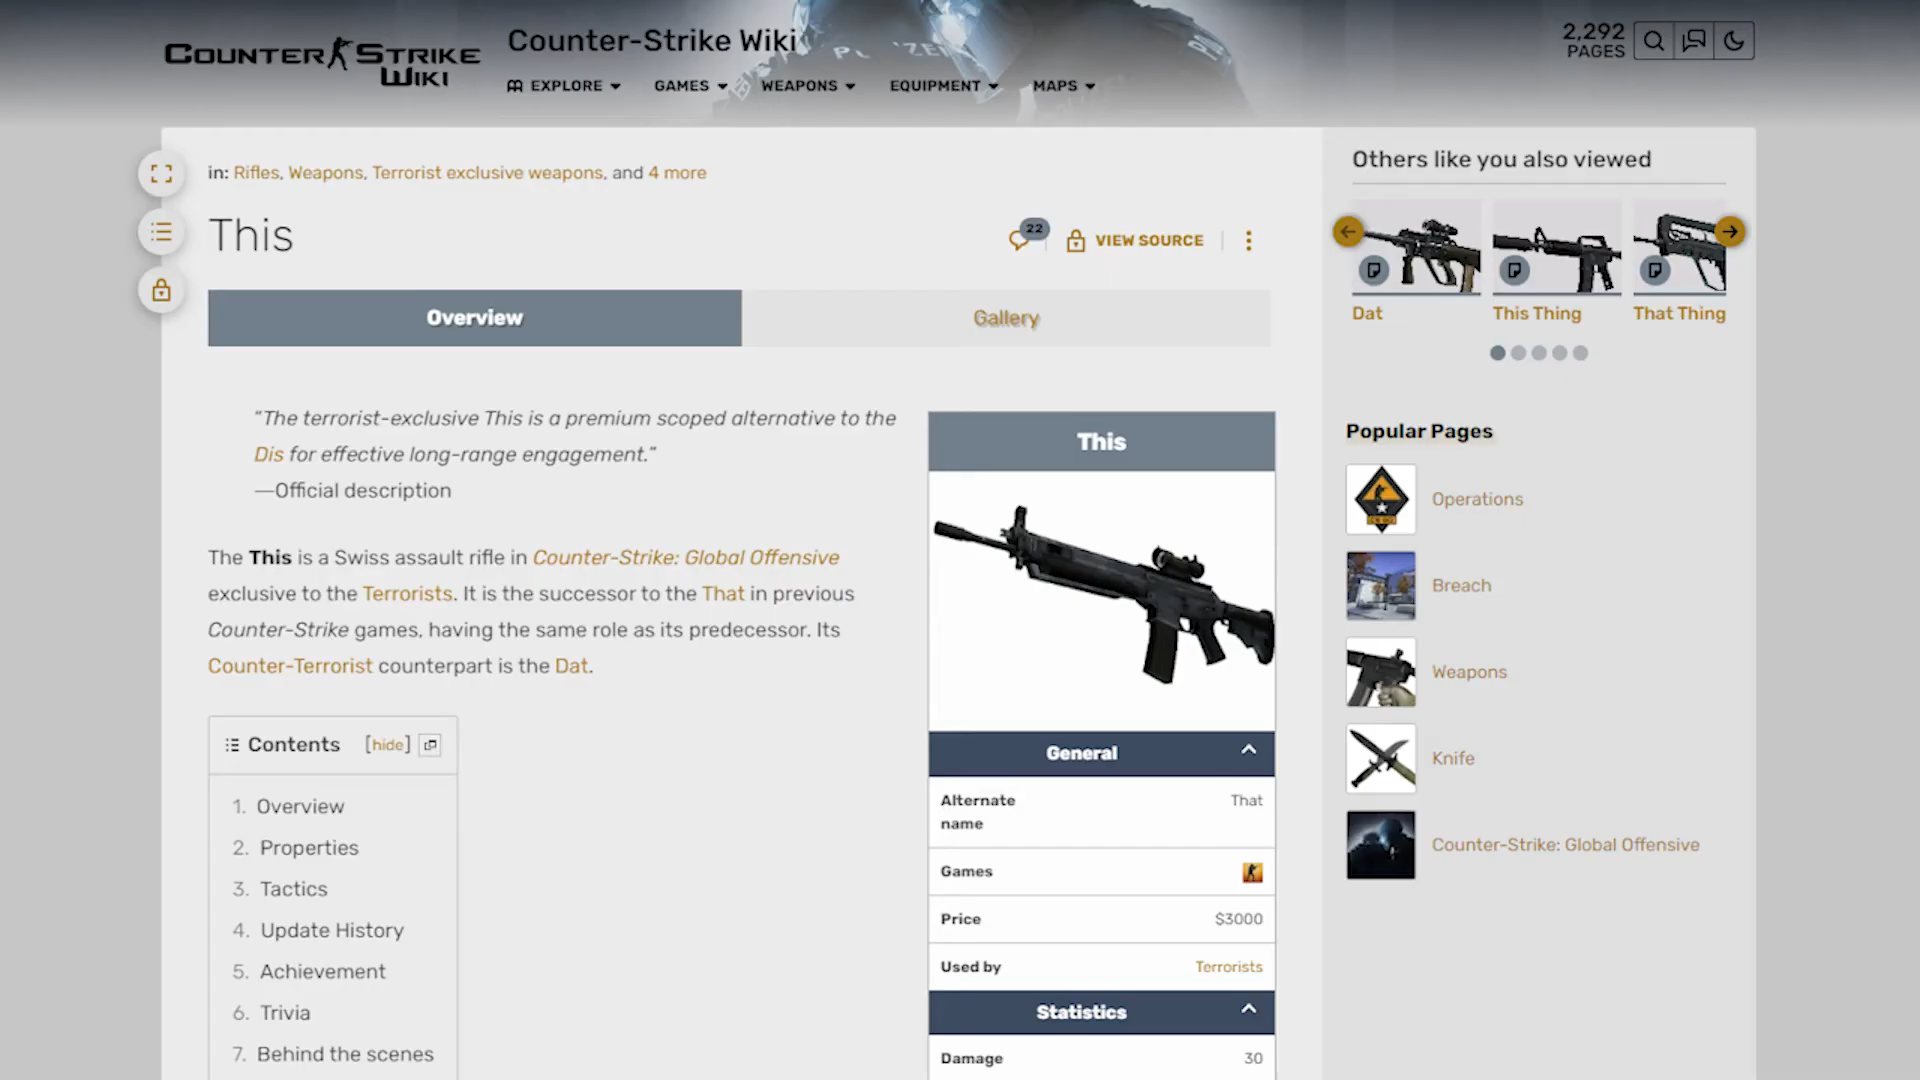 COUNTER STRIKE
WIKI
Counter-Strike Wiki
EXPLORE
GAMES
WEAPONS
EQUIPMENT
MAPS
2,292
PAGES
in: Rifles, Weapons, Terrorist exclusive weapons, and 4 more
This
22
VIEW SOURCE
Overview
Gallery
"The terrorist-exclusive This is a premium scoped alternative to the
Dis for effective long-range engagement."
—Official description
The This is a Swiss assault rifle in Counter-Strike: Global Offensive
exclusive to the Terrorists. It is the successor to the That in previous
Counter-Strike games, having the same role as its predecessor. Its
Counter-Terrorist counterpart is the Dat.
Contents [hide]
1. Overview
2. Properties
3. Tactics
4. Update History
5. Achievement
6. Trivia
7. Behind the scenes
This
General
Alternate
name
That
Games
Price $3000
Used by Terrorists
Statistics
Damage 30
Others like you also viewed
Dat
This Thing
That Thing
Popular Pages
Operations
Breach
Weapons
Knife
Counter-Strike: Global Offensive